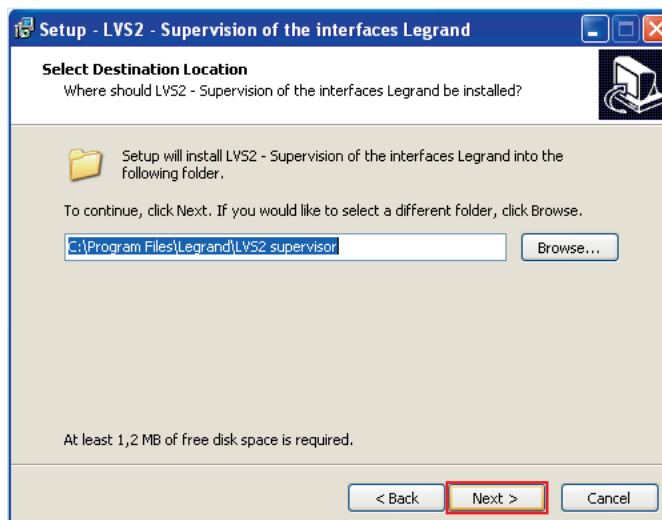 Setup - LVS2 - Supervision of the interfaces Legrand
Select Destination Location
Where should LVS2 - Supervision of the interfaces Legrand be installed?
Setup will install LVS2 - Supervision of the interfaces Legrand into the
following folder.
To continue, click Next. If you would like to select a different folder, click Browse.
C:\Program Files\Legrand\LVS2 supervisor
Browse...
At least 1,2 MB of free disk space is required.
< Back
Next >
Cancel